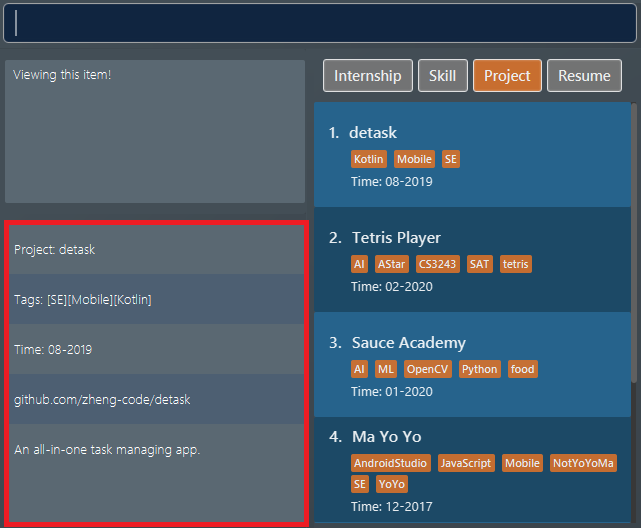 Viewing this item!
Project: detask
Tags: [SE][Mobile][Kotlin]
Time: 08-2019
github.com/zheng-code/detask
An all-in-one task managing app.
Internship Skill Project Resume
1. detask
Kotlin Mobile SE
Time: 08-2019
2. Tetris Player
AI AStar CS3243 SAT tetris
Time: 02-2020
3. Sauce Academy
AI ML OpenCV Python food
Time: 01-2020
4. Ma Yo Yo
AndroidStudio JavaScript Mobile NotYoYoMa
SE YoYo
Time: 12-2017